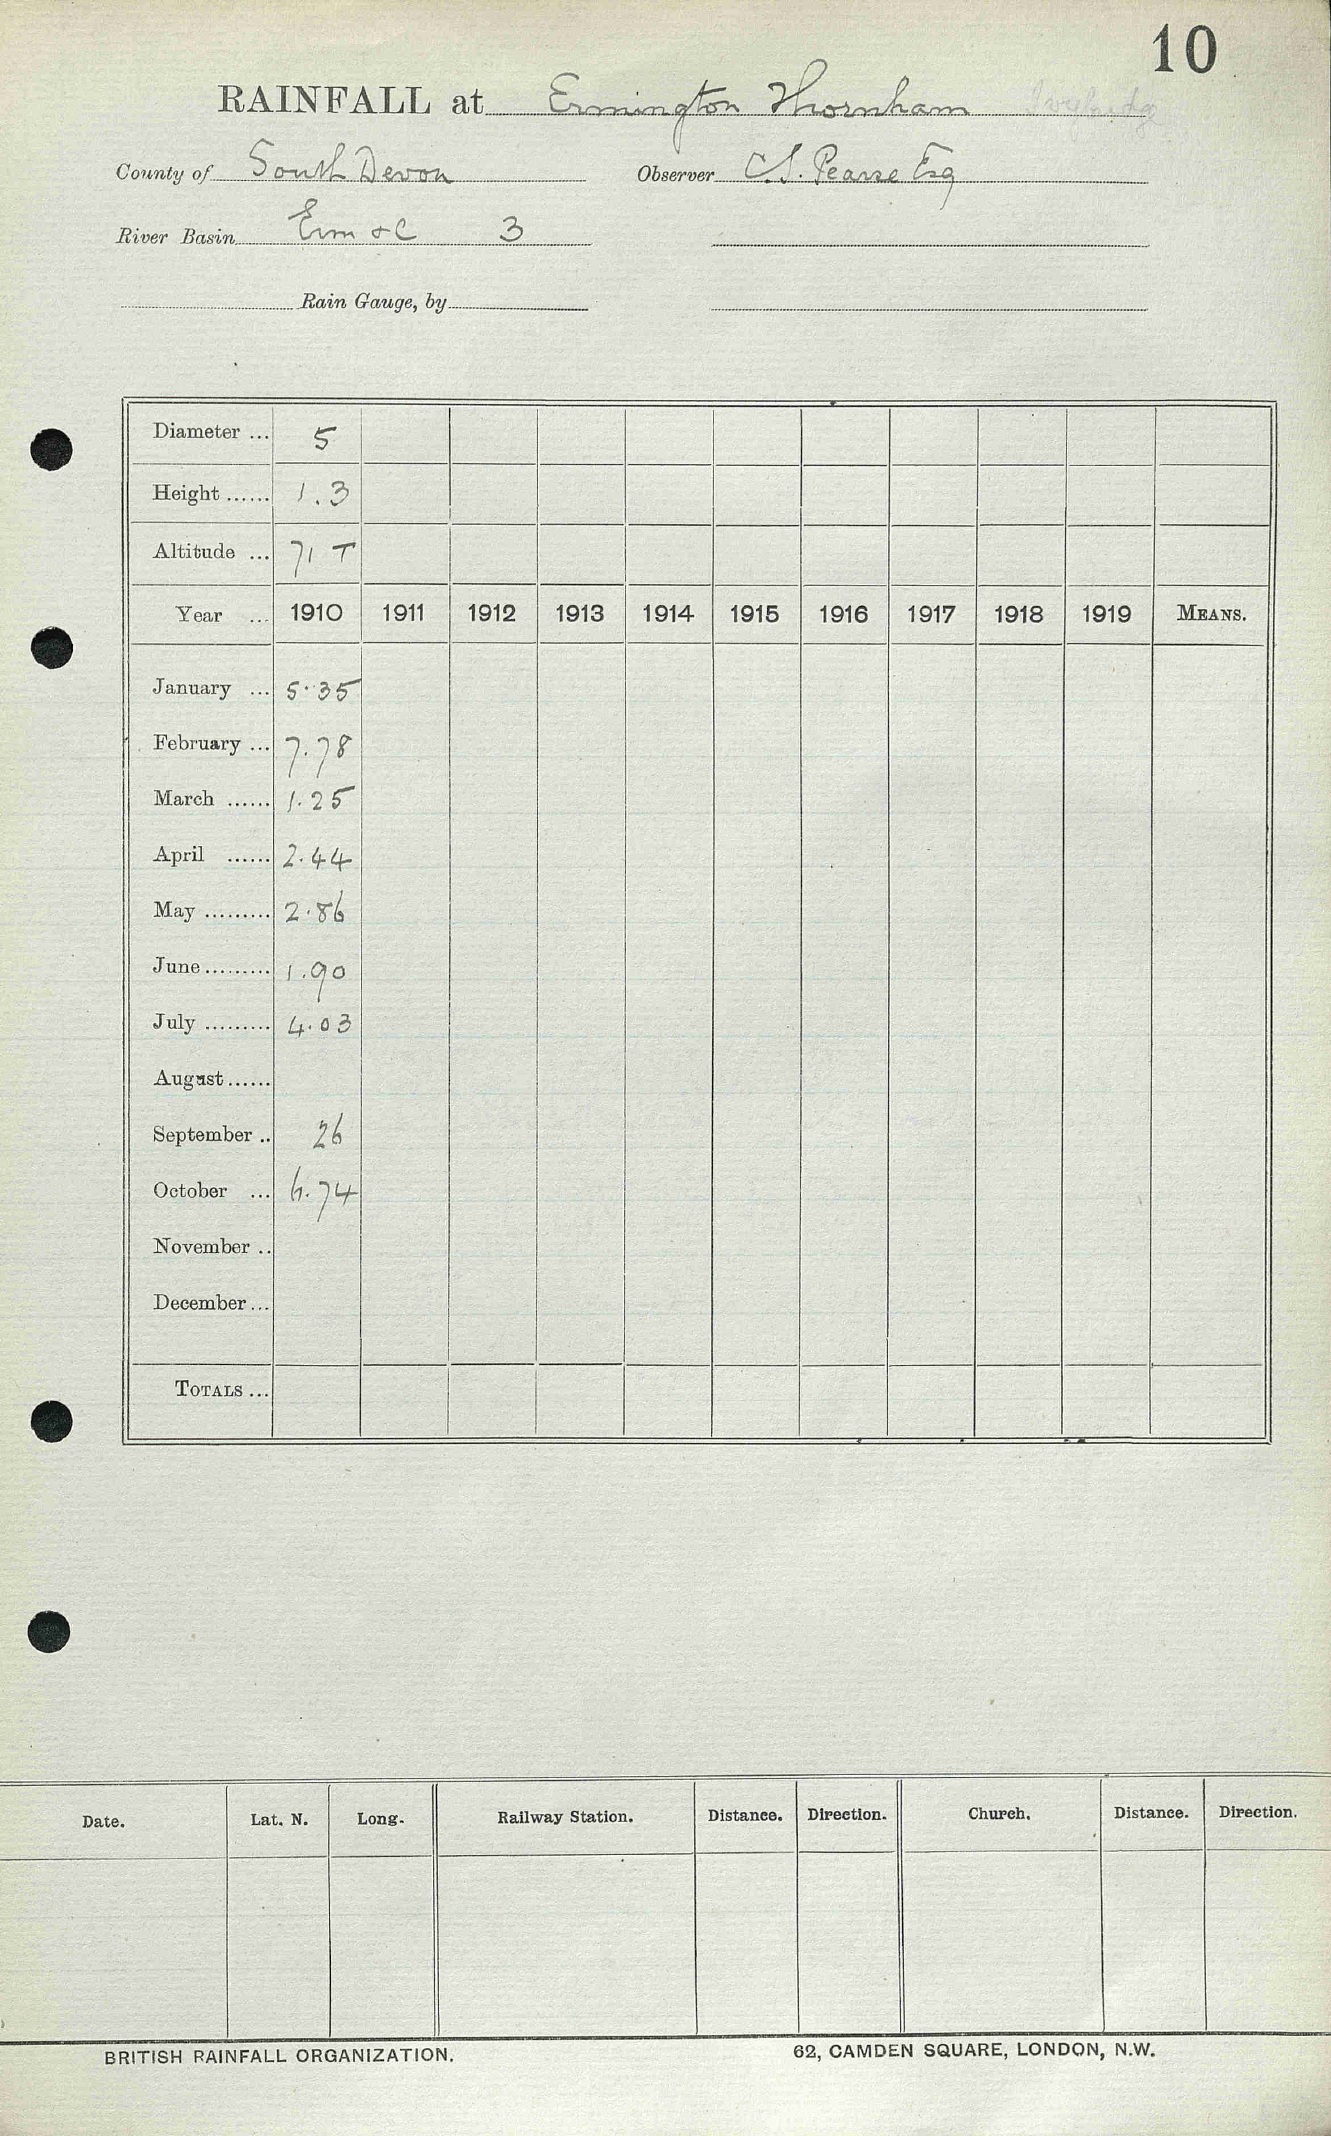 10
RAINFALL at Ermington Thornham Ivybridge
County of South Devon Observer C.S. Pearse Esq
River Basin Erm & C 3
Rain Gauge, by
Diameter ... 5
Height ...... 1.3
Altitude ... 71 T
Year ... 1910 1911 1912 1913 1914 1915 1916 1917 1918 1919 MEANS.
January ... 5.35
February ... 7.78
March ...... 1.25
April ...... 2.44
May ......... 2.86
June ......... 1.90
July ......... 4.03
August ......
September .. 26
October ... 6.74
November ..
December ...
TOTALS ...
Date. Lat. N. Long. Railway Station. Distance. Direction. Church. Distance. Direction.
BRITISH RAINFALL ORGANIZATION. 62, CAMDEN SQUARE, LONDON, N.W.